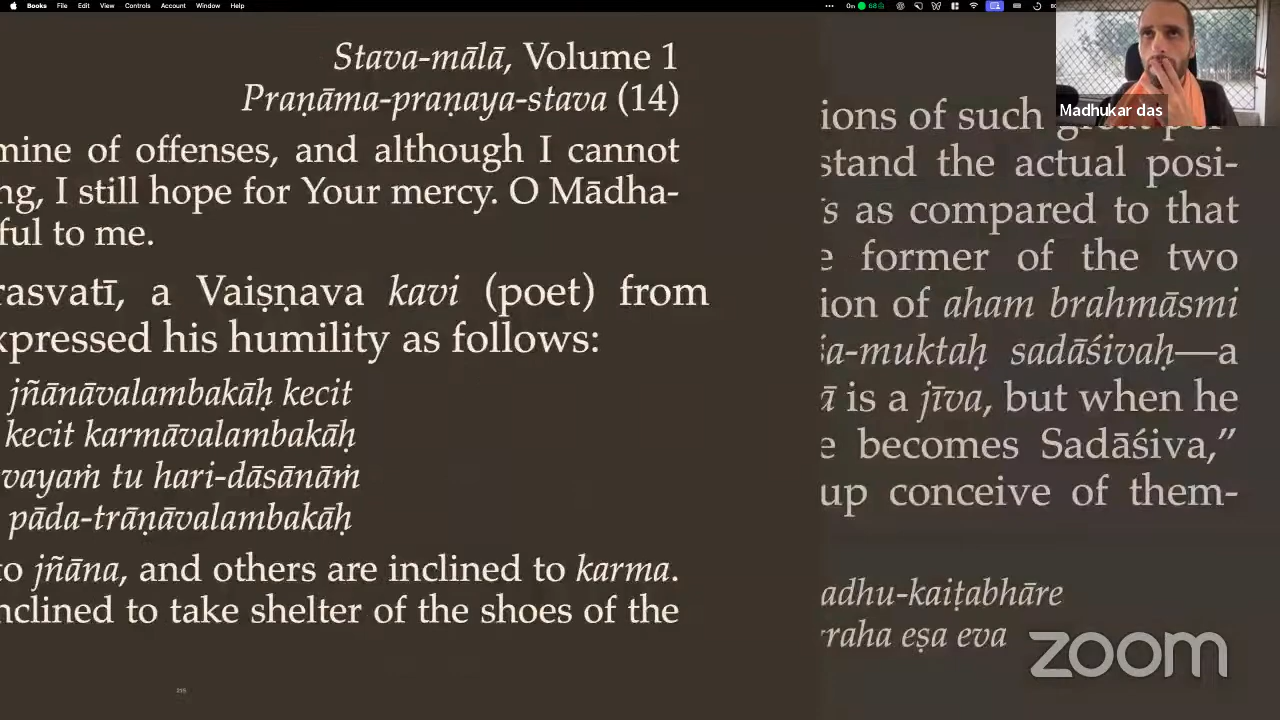 Books File Edit View Controls Account Window Help
Stava-mālā, Volume 1
Praṇāma-praṇaya-stava (14)
mine of offenses, and although I cannot
ng, I still hope for Your mercy. O Mādha-
ful to me.
rasvatī, a Vaiṣṇava kavi (poet) from
xpressed his humility as follows:
jñānāvalambakāḥ kecit
kecit karmāvalambakāḥ
vayaṁ tu hari-dāsānāṁ
pāda-trāṇāvalambakāḥ
to jñāna, and others are inclined to karma.
nclined to take shelter of the shoes of the
215
Madhukar das
ions of such great per-
stand the actual posi-
's as compared to that
e former of the two
ion of aham brahmāsmi
śa-muktaḥ sadāśivaḥ—a
ā is a jīva, but when he
e becomes Sadāśiva,”
up conceive of them-
adhu-kaiṭabhāre
raha eṣa eva
zoom